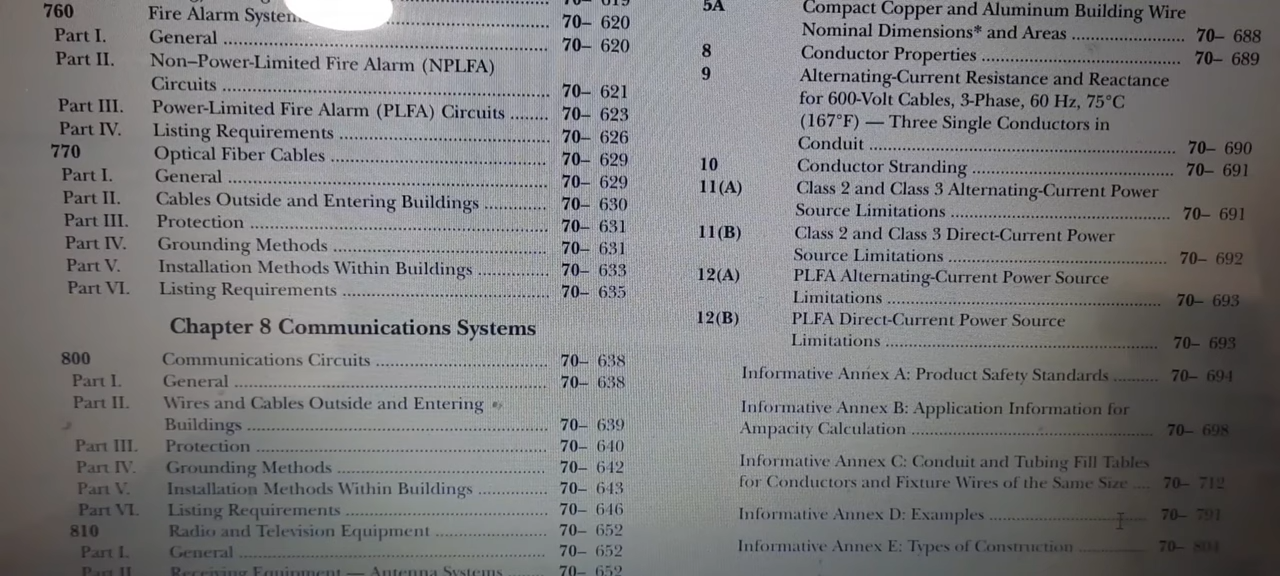 760 Fire Alarm System 70– 620
Part I. General 70– 620
Part II. Non–Power-Limited Fire Alarm (NPLFA)
Circuits 70– 621
Part III. Power-Limited Fire Alarm (PLFA) Circuits 70– 623
Part IV. Listing Requirements 70– 626
770 Optical Fiber Cables 70– 629
Part I. General 70– 629
Part II. Cables Outside and Entering Buildings 70– 630
Part III. Protection 70– 631
Part IV. Grounding Methods 70– 631
Part V. Installation Methods Within Buildings 70– 633
Part VI. Listing Requirements 70– 635
Chapter 8 Communications Systems
800 Communications Circuits 70– 638
Part I. General 70– 638
Part II. Wires and Cables Outside and Entering
Buildings 70– 639
Part III. Protection 70– 640
Part IV. Grounding Methods 70– 642
Part V. Installation Methods Within Buildings 70– 643
Part VI. Listing Requirements 70– 646
810 Radio and Television Equipment 70– 652
Part I. General 70– 652
Part II. Receiving Equipment — Antenna Systems 70– 652
5A Compact Copper and Aluminum Building Wire
Nominal Dimensions* and Areas 70– 688
8 Conductor Properties 70– 689
9 Alternating-Current Resistance and Reactance
for 600-Volt Cables, 3-Phase, 60 Hz, 75°C
(167°F) — Three Single Conductors in
Conduit 70– 690
10 Conductor Stranding 70– 691
11(A) Class 2 and Class 3 Alternating-Current Power
Source Limitations 70– 691
11(B) Class 2 and Class 3 Direct-Current Power
Source Limitations 70– 692
12(A) PLFA Alternating-Current Power Source
Limitations 70– 693
12(B) PLFA Direct-Current Power Source
Limitations 70– 693
Informative Annex A: Product Safety Standards 70– 694
Informative Annex B: Application Information for
Ampacity Calculation 70– 698
Informative Annex C: Conduit and Tubing Fill Tables
for Conductors and Fixture Wires of the Same Size 70– 712
Informative Annex D: Examples 70– 791
Informative Annex E: Types of Construction 70–